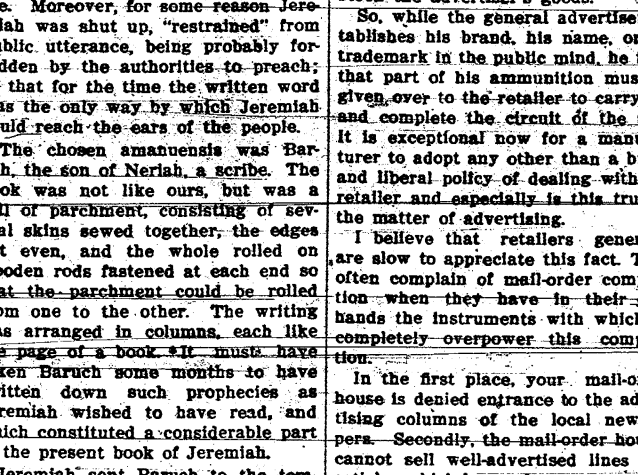 e. Moreover, for some reason Jere-
iah was shut up, "restrained" from
ublic utterance, being probably for-
dden by the authorities to preach;
that for the time the written word
as the only way by which Jeremiah
uld reach the ears of the people.
The chosen amanuensis was Bar-
h, the son of Neriah, a scribe. The
ok was not like ours, but was a
ll of parchment, consisting of sev-
al skins sewed together, the edges
t even, and the whole rolled on
ooden rods fastened at each end so
at the parchment could be rolled
om one to the other. The writing
as arranged in columns, each like
e page of a book. It must have
ken Baruch some months to have
itten down such prophecies as
remiah wished to have read, and
hich constituted a considerable part
the present book of Jeremiah.
Jeremiah sent Baruch to the tem-
So, while the general advertise
tablishes his brand, his name, or
trademark in the public mind, he
that part of his ammunition mus
given over to the retailer to carry
and complete the circuit of the
It is exceptional now for a manu
turer to adopt any other than a b
and liberal policy of dealing with
retailer and especially is this tru
the matter of advertising.
I believe that retailers gener
are slow to appreciate this fact. T
often complain of mail-order comp
tion when they have in their
hands the instruments with which
completely overpower this comp
tion.
In the first place, your mail-o
house is denied entrance to the ad
tising columns of the local new
pers. Secondly, the mail-order hou
cannot sell well-advertised lines